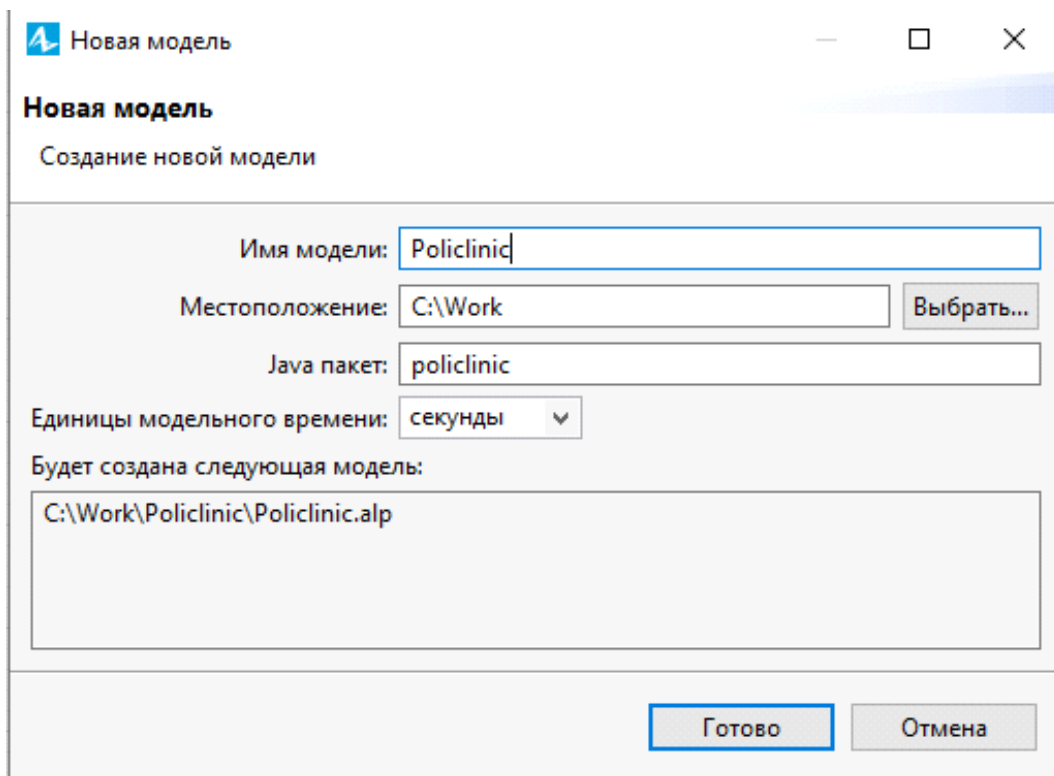 Новая модель
Новая модель
Создание новой модели
Имя модели: Policlinic
Местоположение: C:\Work Выбрать...
Java пакет: policlinic
Единицы модельного времени: секунды
Будет создана следующая модель:
C:\Work\Policlinic\Policlinic.alp
Готово Отмена